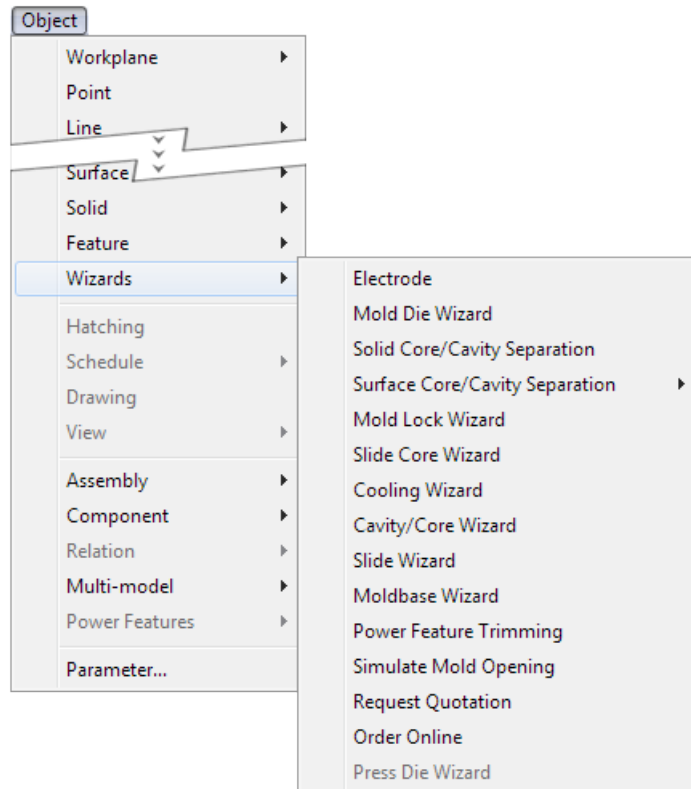 Object
Workplane
Point
Line
Surface
Solid
Feature
Wizards
Hatching
Schedule
Drawing
View
Assembly
Component
Relation
Multi-model
Power Features
Parameter...
Electrode
Mold Die Wizard
Solid Core/Cavity Separation
Surface Core/Cavity Separation
Mold Lock Wizard
Slide Core Wizard
Cooling Wizard
Cavity/Core Wizard
Slide Wizard
Moldbase Wizard
Power Feature Trimming
Simulate Mold Opening
Request Quotation
Order Online
Press Die Wizard